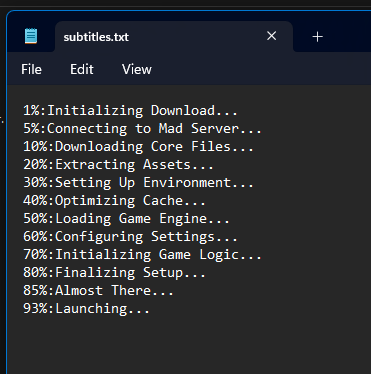 subtitles.txt
File Edit View
1%:Initializing Download...
5%:Connecting to Mad Server...
10%:Downloading Core Files...
20%:Extracting Assets...
30%:Setting Up Environment...
40%:Optimizing Cache...
50%:Loading Game Engine...
60%:Configuring Settings...
70%:Initializing Game Logic...
80%:Finalizing Setup...
85%:Almost There...
93%:Launching...